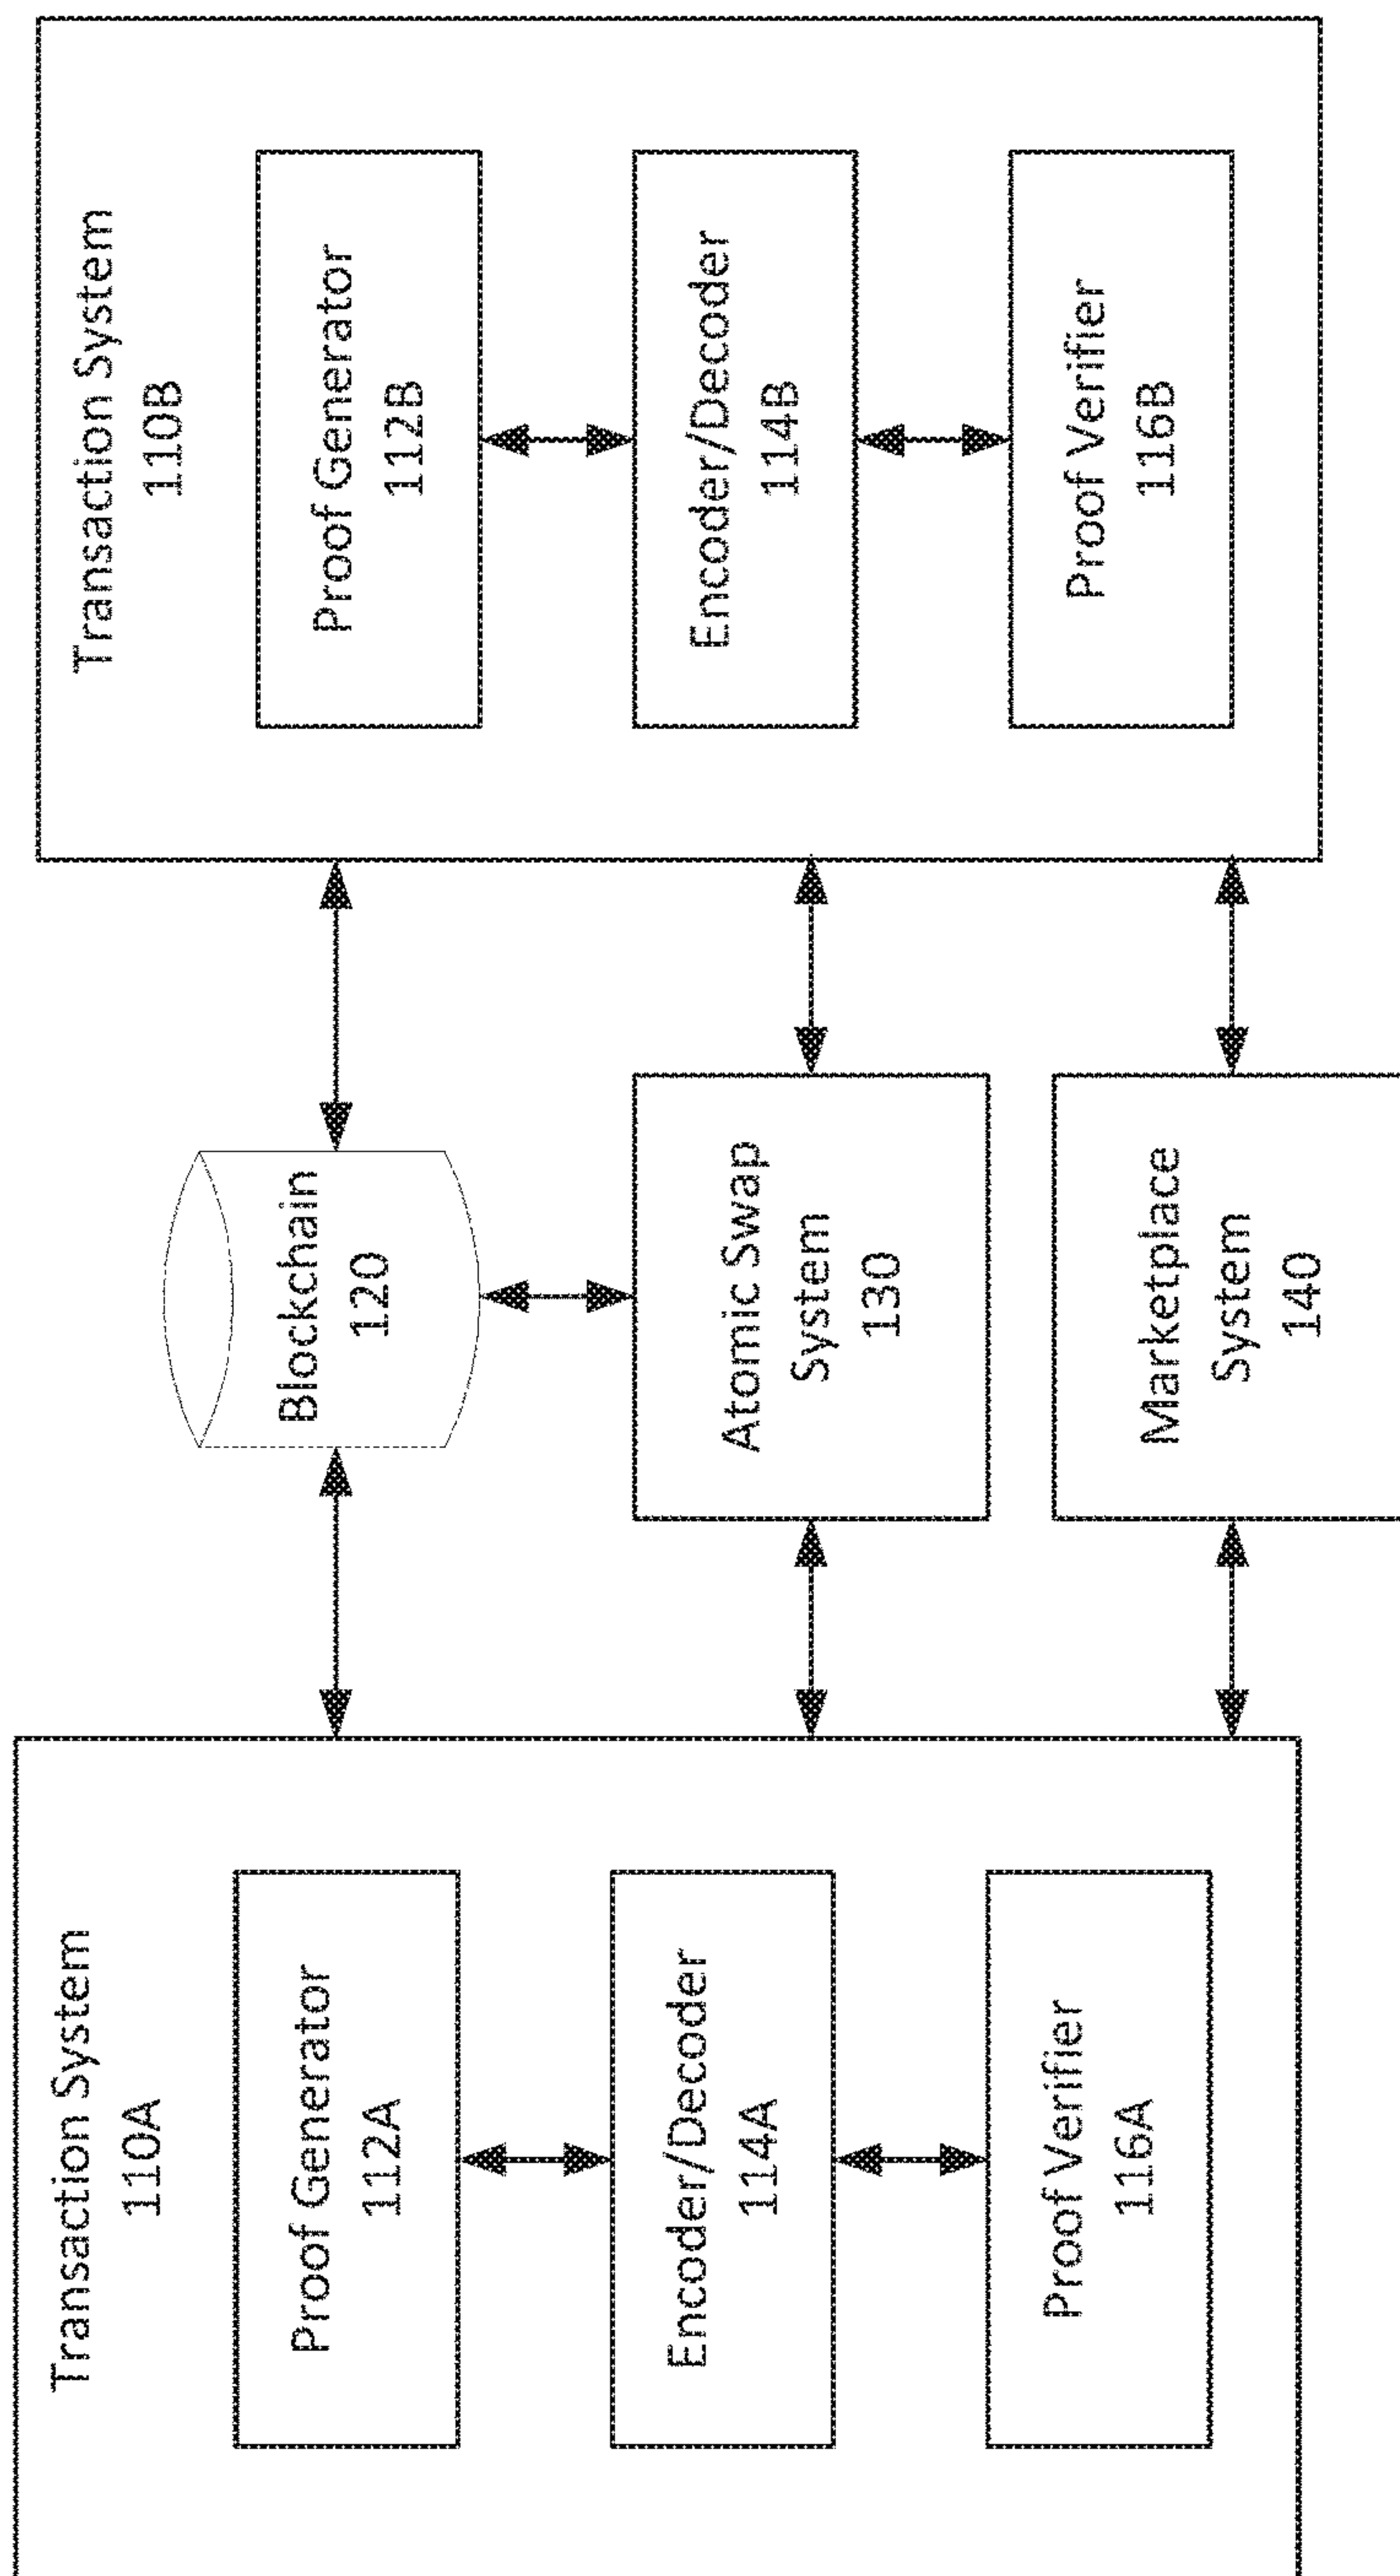 Transaction System
110A
Proof Generator
112A
Encoder/Decoder
114A
Proof Verifier
116A
Blockchain
120
Atomic Swap
System
130
Marketplace
System
140
Transaction System
110B
Proof Generator
112B
Encoder/Decoder
114B
Proof Verifier
116B